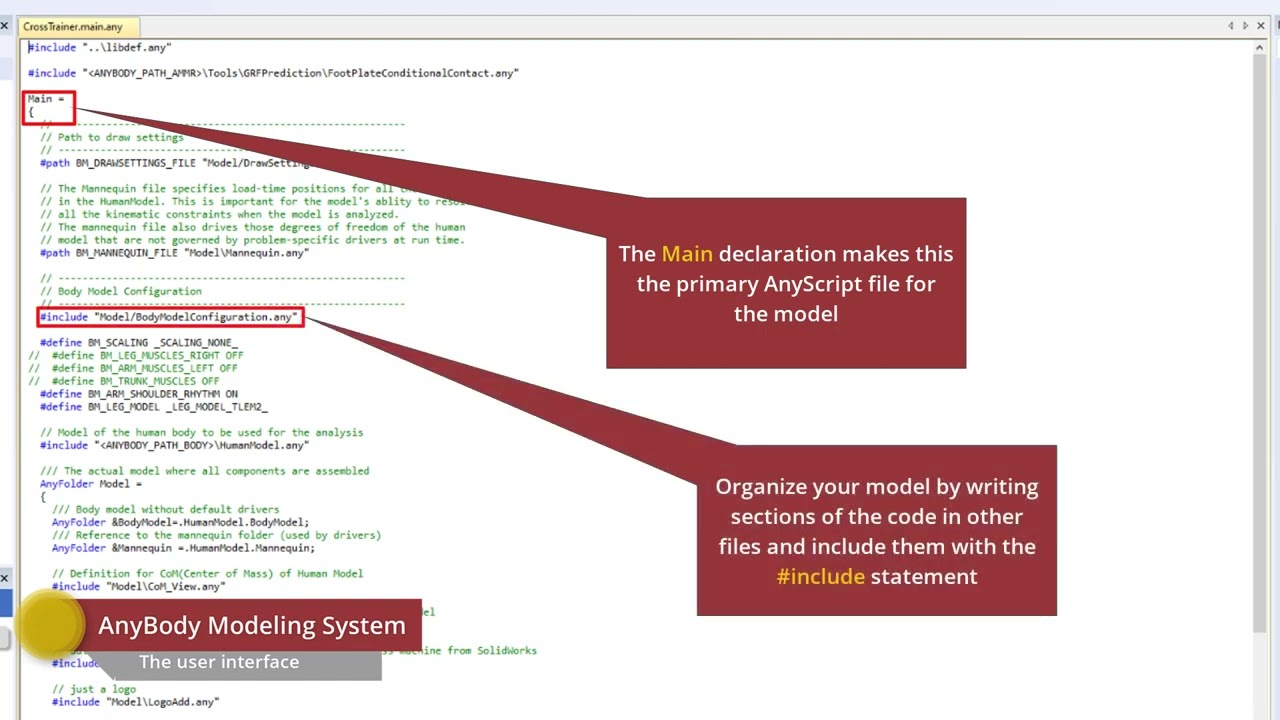 CrossTrainer.main.any
#include "..\libdef.any"
#include "<ANYBODY_PATH_AMMR>\Tools\GRFPrediction\FootPlateConditionalContact.any"
Main =
{
// -----------------------------------------------------
// Path to draw settings
// -----------------------------------------------------
#path BM_DRAWSETTINGS_FILE "Model/DrawSetting
// The Mannequin file specifies load-time positions for all
// in the HumanModel. This is important for the model's ablity to
// all the kinematic constraints when the model is analyzed.
// The mannequin file also drives those degrees of freedom of the human
// model that are not governed by problem-specific drivers at run time.
#path BM_MANNEQUIN_FILE "Model\Mannequin.any"
// -----------------------------------------------------
// Body Model Configuration
// -----------------------------------------------------
#include "Model/BodyModelConfiguration.any"
#define BM_SCALING _SCALING_NONE_
//  #define BM_LEG_MUSCLES_RIGHT OFF
//  #define BM_ARM_MUSCLES_LEFT OFF
//  #define BM_TRUNK_MUSCLES OFF
#define BM_ARM_SHOULDER_RHYTHM ON
#define BM_LEG_MODEL _LEG_MODEL_TLEM2_
// Model of the human body to be used for the analysis
#include "<ANYBODY_PATH_BODY>\HumanModel.any"
/// The actual model where all components are assembled
AnyFolder Model =
{
/// Body model without default drivers
AnyFolder &BodyModel=.HumanModel.BodyModel;
/// Reference to the mannequin folder (used by drivers)
AnyFolder &Mannequin =.HumanModel.Mannequin;
// Definition for CoM(Center of Mass) of Human Model
#include "Model\CoM_View.any"
machine from SolidWorks
#include
// just a logo
#include "Model\LogoAdd.any"
The Main declaration makes this
the primary AnyScript file for
the model
Organize your model by writing
sections of the code in other
files and include them with the
#include statement
AnyBody Modeling System
The user interface